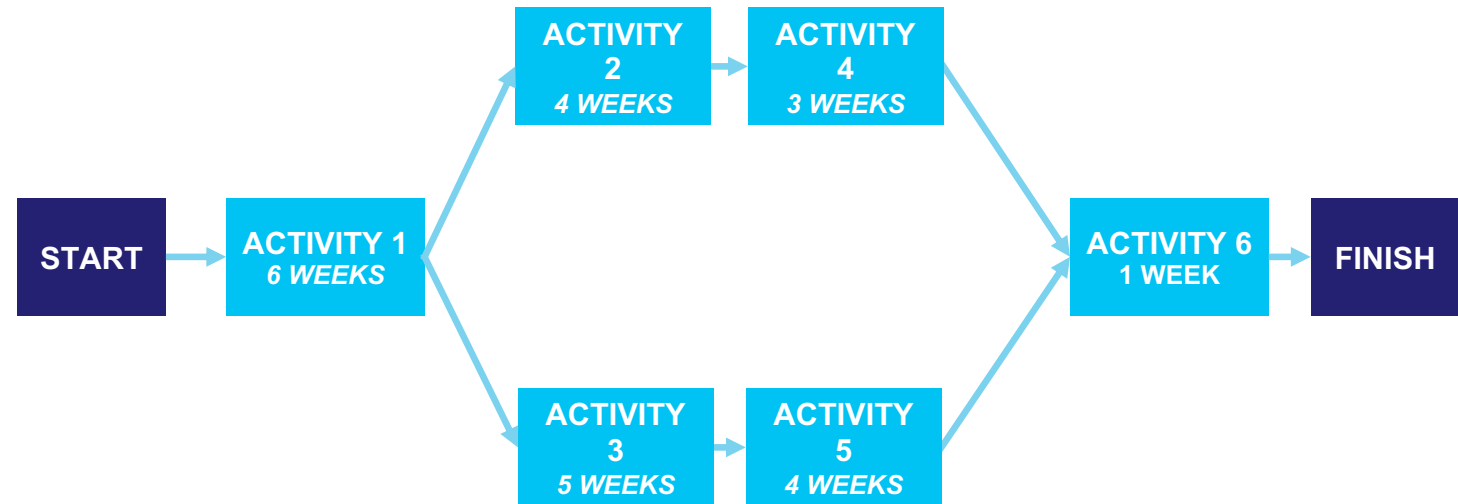 START
ACTIVITY 1
6 WEEKS
ACTIVITY
2
4 WEEKS
ACTIVITY
4
3 WEEKS
ACTIVITY
3
5 WEEKS
ACTIVITY
5
4 WEEKS
ACTIVITY 6
1 WEEK
FINISH